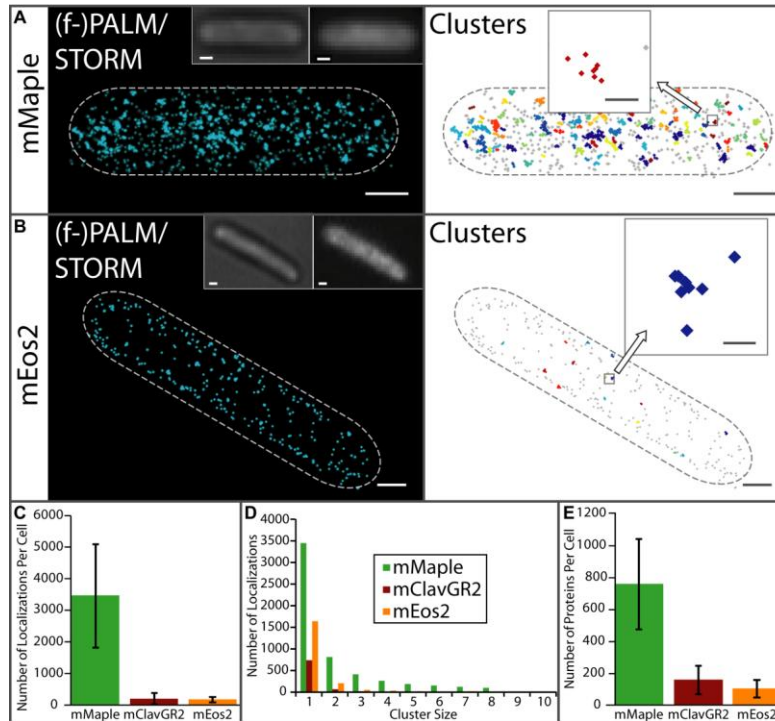 A
mMaple
(f-)PALM/
STORM
Clusters
B
mEos2
(f-)PALM/
STORM
Clusters
C
Number of Localizations Per Cell
6000
5000
4000
3000
2000
1000
0
mMaple mClavGR2 mEos2
D
Number of Localizations
4000
3500
3000
2500
2000
1500
1000
500
0
mMaple
mClavGR2
mEos2
1 2 3 4 5 6 7 8 9 10
Cluster Size
E
Number of Proteins Per Cell
1200
1000
800
600
400
200
0
mMaple mClavGR2 mEos2